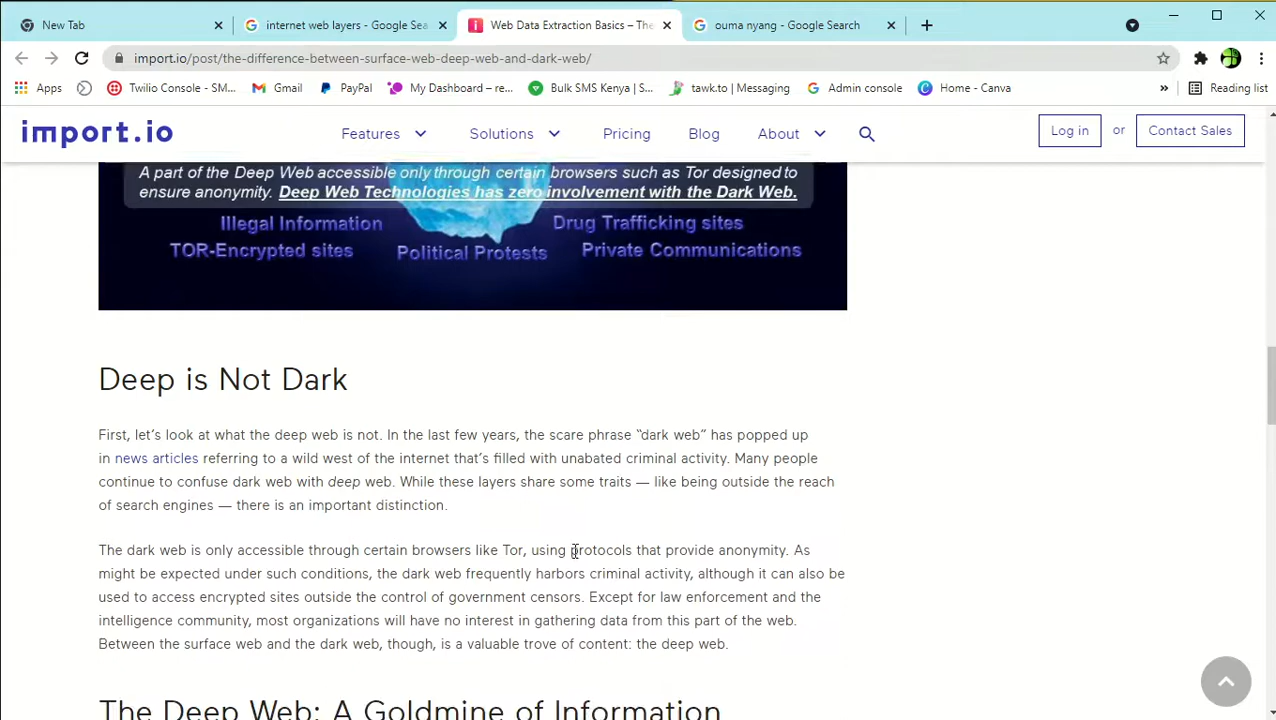 New Tab
internet web layers - Google Sea
Web Data Extraction Basics – The
ouma nyang - Google Search
import.io/post/the-difference-between-surface-web-deep-web-and-dark-web/
Apps
Twilio Console - SM...
Gmail
PayPal
My Dashboard – re...
Bulk SMS Kenya | S...
tawk.to | Messaging
Admin console
Home - Canva
»
Reading list
import.io
Features
Solutions
Pricing
Blog
About
Log in
or
Contact Sales
A part of the Deep Web accessible only through certain browsers such as Tor designed to
ensure anonymity. Deep Web Technologies has zero involvement with the Dark Web.
Illegal Information
Drug Trafficking sites
TOR-Encrypted sites
Political Protests
Private Communications
Deep is Not Dark
First, let’s look at what the deep web is not. In the last few years, the scare phrase “dark web” has popped up
in news articles referring to a wild west of the internet that’s filled with unabated criminal activity. Many people
continue to confuse dark web with deep web. While these layers share some traits — like being outside the reach
of search engines — there is an important distinction.
The dark web is only accessible through certain browsers like Tor, using protocols that provide anonymity. As
might be expected under such conditions, the dark web frequently harbors criminal activity, although it can also be
used to access encrypted sites outside the control of government censors. Except for law enforcement and the
intelligence community, most organizations will have no interest in gathering data from this part of the web.
Between the surface web and the dark web, though, is a valuable trove of content: the deep web.
The Deep Web: A Goldmine of Information